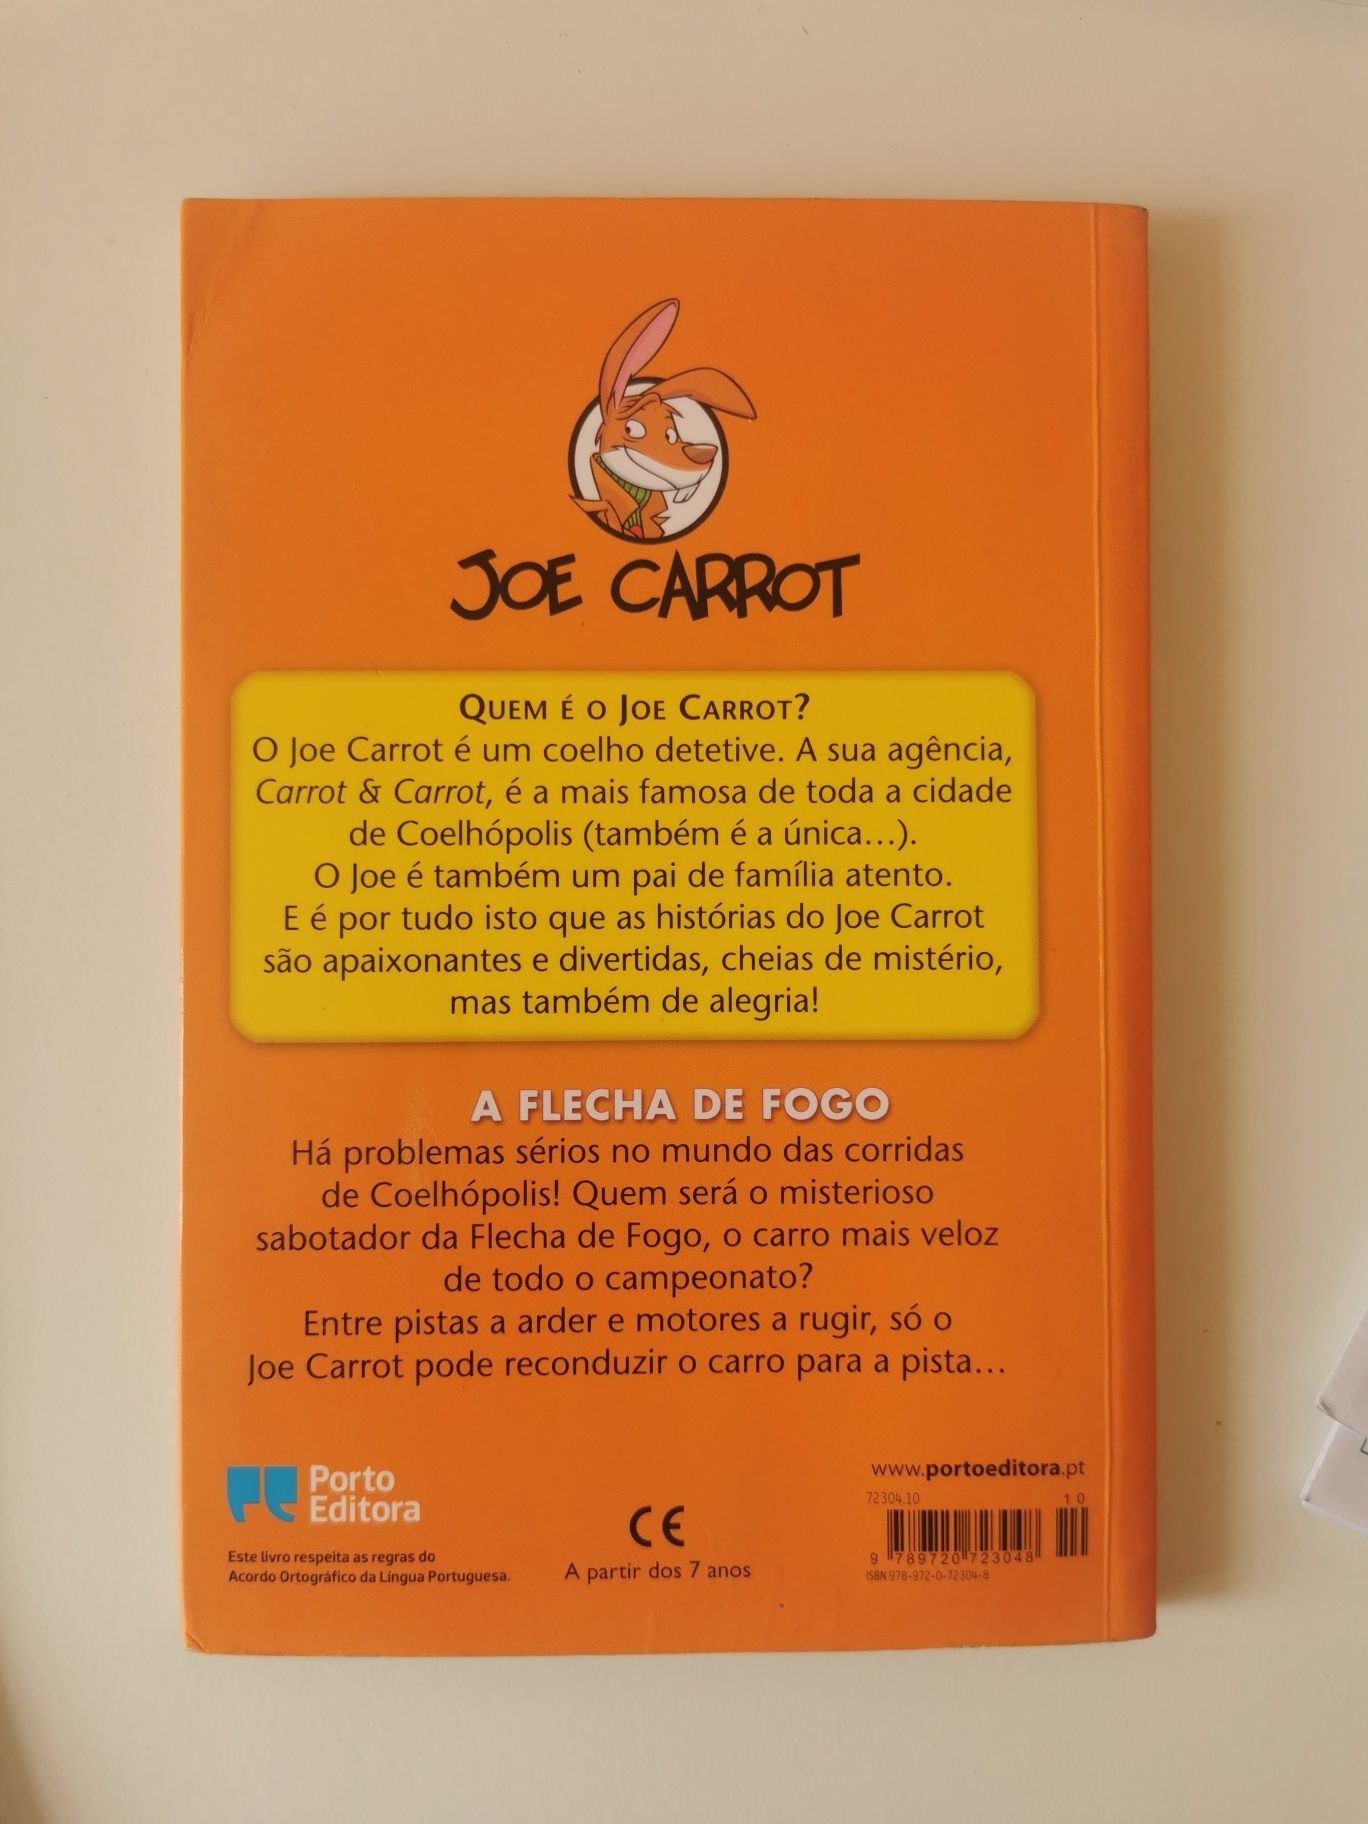 JOE CARROT
QUEM É O JOE CARROT?
O Joe Carrot é um coelho detetive. A sua agência,
Carrot & Carrot, é a mais famosa de toda a cidade
de Coelhópolis (também é a única...).
O Joe é também um pai de família atento.
E é por tudo isto que as histórias do Joe Carrot
são apaixonantes e divertidas, cheias de mistério,
mas também de alegria!
A FLECHA DE FOGO
Há problemas sérios no mundo das corridas
de Coelhópolis! Quem será o misterioso
sabotador da Flecha de Fogo, o carro mais veloz
de todo o campeonato?
Entre pistas a arder e motores a rugir, só o
Joe Carrot pode reconduzir o carro para a pista...
Porto
Editora
Este livro respeita as regras do
Acordo Ortográfico da Língua Portuguesa.
CE
A partir dos 7 anos
www.portoeditora.pt
72304.10 10
9 789720 723048
ISBN 978-972-0-72304-8